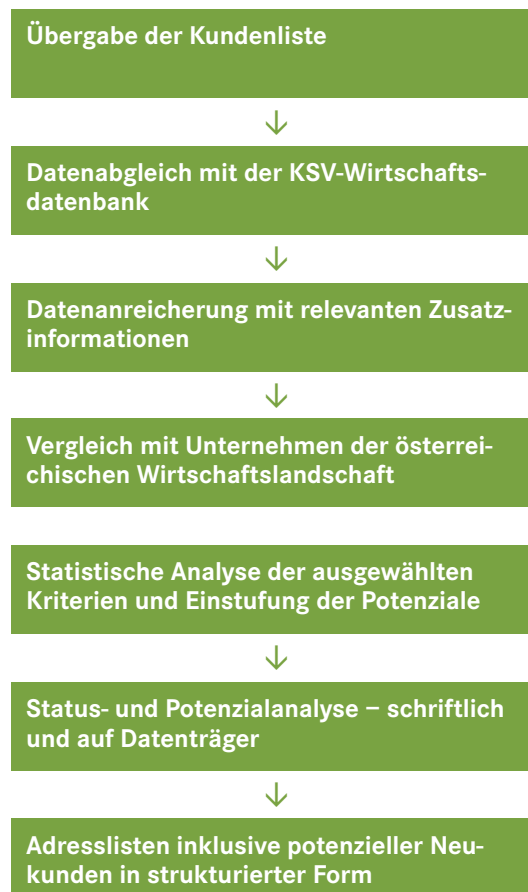 Übergabe der Kundenliste
Datenabgleich mit der KSV-Wirtschafts-
datenbank
Datenanreicherung mit relevanten Zusatz-
informationen
Vergleich mit Unternehmen der österrei-
chischen Wirtschaftslandschaft
Statistische Analyse der ausgewählten
Kriterien und Einstufung der Potenziale
Status- und Potenzialanalyse – schriftlich
und auf Datenträger
Adresslisten inklusive potenzieller Neu-
kunden in strukturierter Form